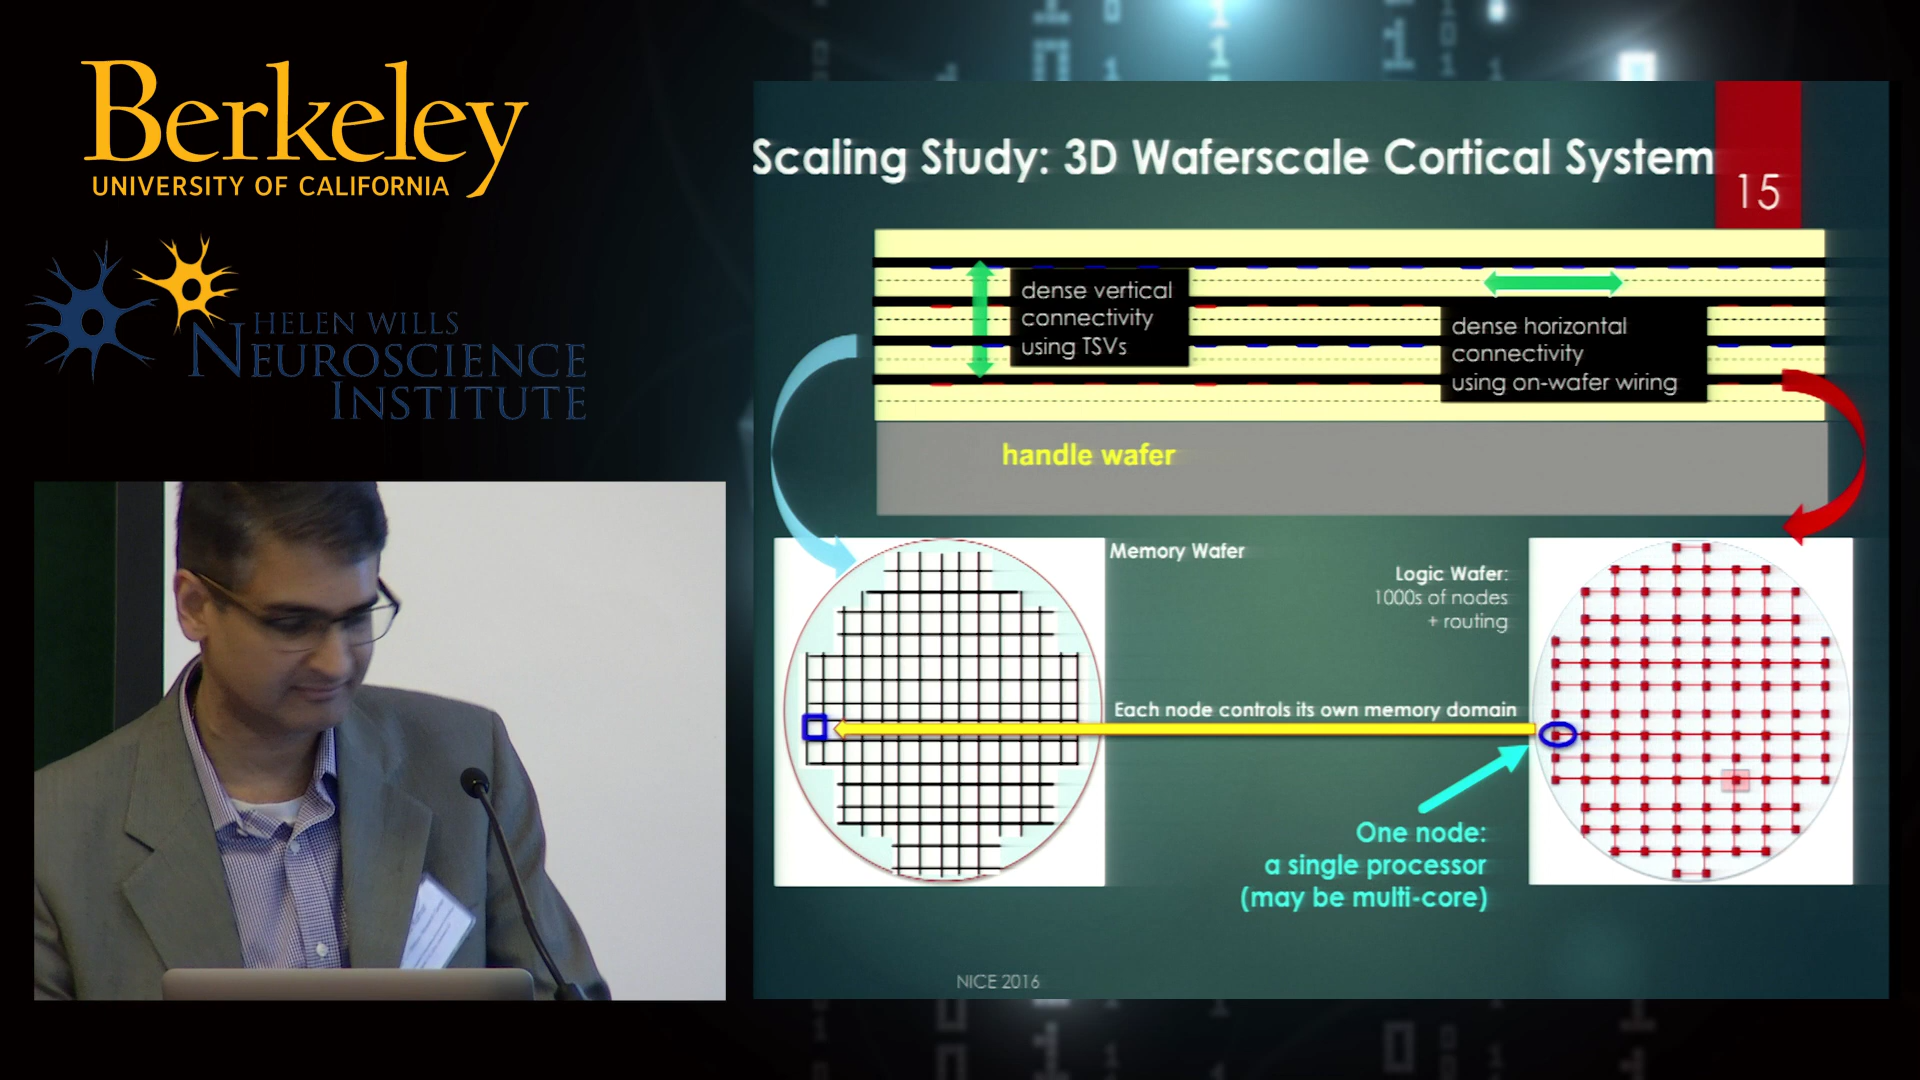 Berkeley
UNIVERSITY OF CALIFORNIA
HELEN WILLS
NEUROSCIENCE
INSTITUTE
Scaling Study: 3D Waferscale Cortical System
15
dense vertical
connectivity
using TSVs
dense horizontal
connectivity
using on-wafer wiring
handle wafer
Memory Wafer
Logic Wafer:
1000s of nodes
+ routing
Each node controls its own memory domain
One node:
a single processor
(may be multi-core)
NICE 2016